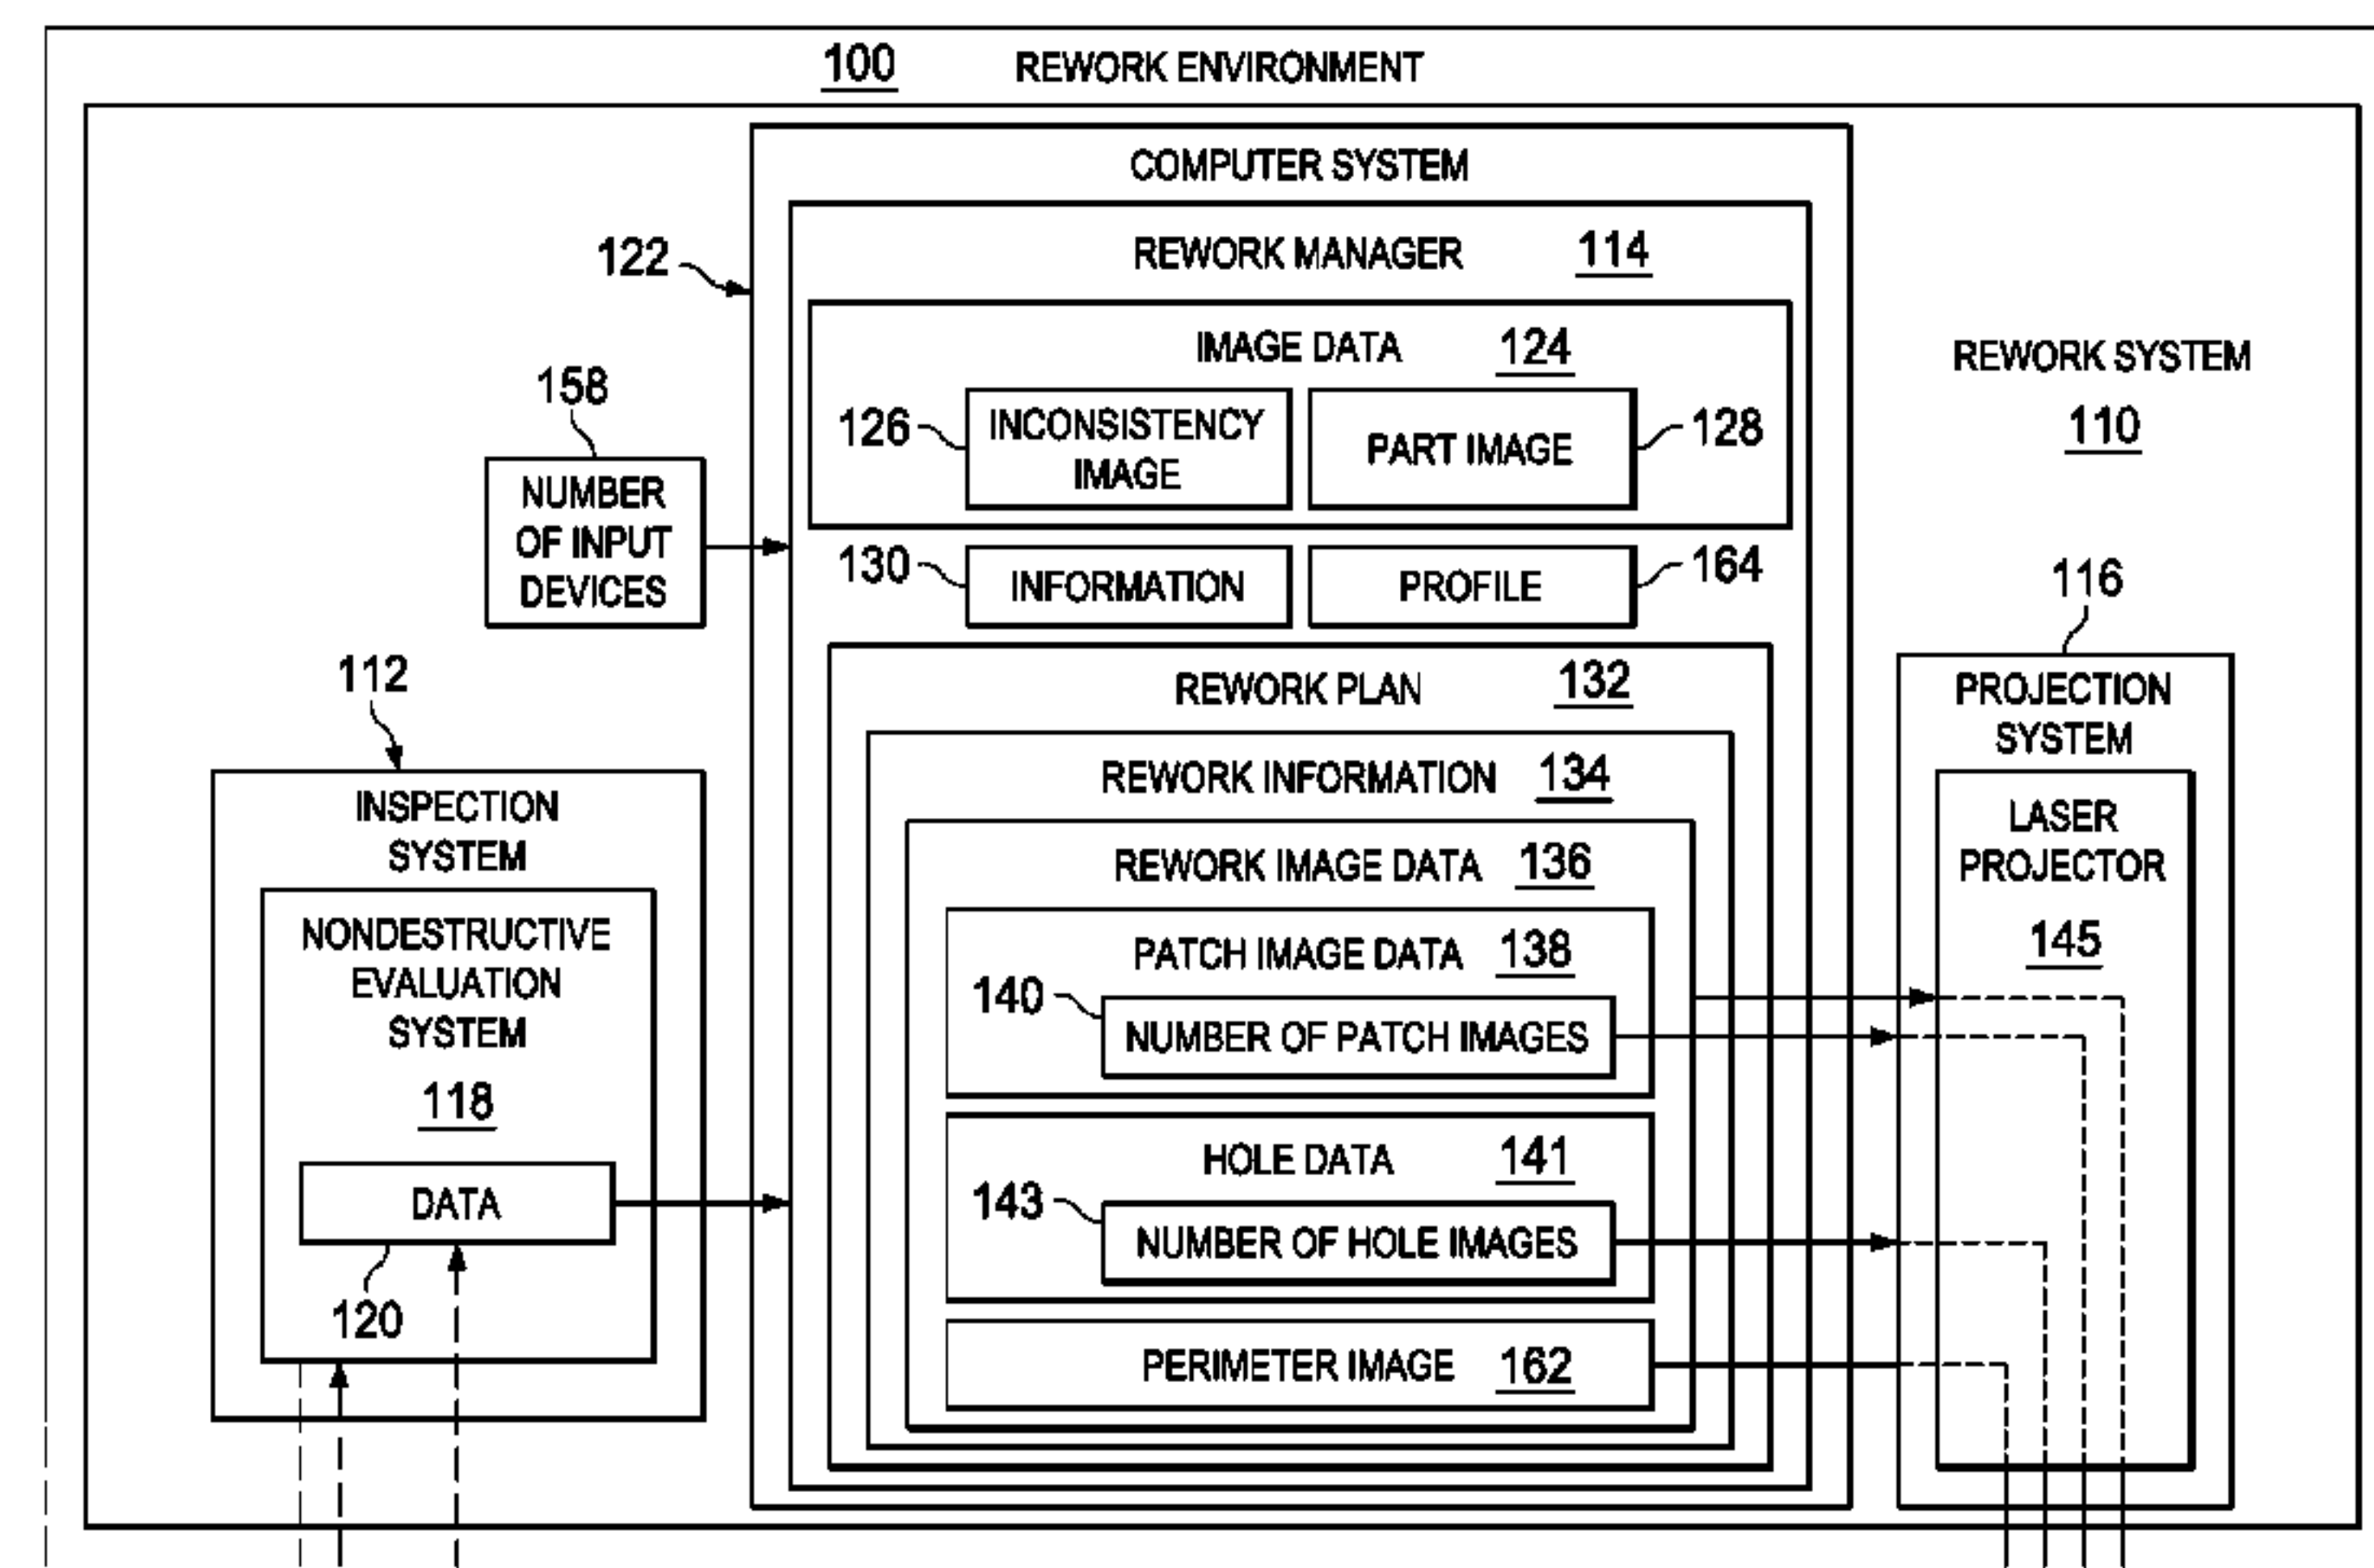 100 REWORK ENVIRONMENT
COMPUTER SYSTEM
122
REWORK MANAGER 114
IMAGE DATA 124
126
INCONSISTENCY
IMAGE
PART IMAGE
128
REWORK SYSTEM
110
158
NUMBER
OF INPUT
DEVICES
130
INFORMATION
PROFILE
164
116
112
REWORK PLAN 132
PROJECTION
SYSTEM
REWORK INFORMATION 134
LASER
PROJECTOR
145
INSPECTION
SYSTEM
REWORK IMAGE DATA 136
NONDESTRUCTIVE
EVALUATION
SYSTEM
118
PATCH IMAGE DATA 138
140
NUMBER OF PATCH IMAGES
HOLE DATA 141
DATA
143
NUMBER OF HOLE IMAGES
120
PERIMETER IMAGE 162